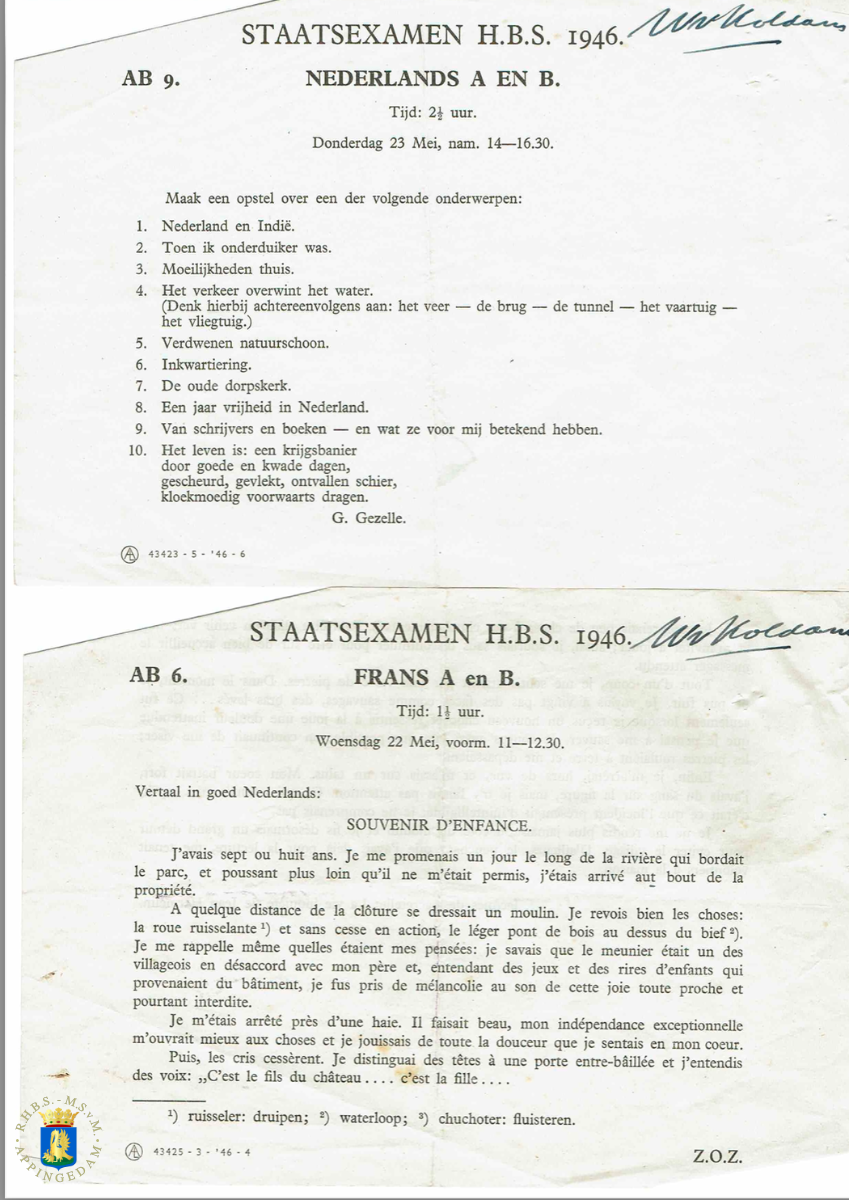 STAATSEXAMEN H.B.S. 1946.
AB 9.
NEDERLANDS A EN B.
Tijd: 2½ uur.
Donderdag 23 Mei, nam. 14—16.30.
Maak een opstel over een der volgende onderwerpen:
1. Nederland en Indië.
2. Toen ik onderduiker was.
3. Moeilijkheden thuis.
4. Het verkeer overwint het water.
(Denk hierbij achtereenvolgens aan: het veer — de brug — de tunnel — het vaartuig —
het vliegtuig.)
5. Verdwenen natuurschoon.
6. Inkwartiering.
7. De oude dorpskerk.
8. Een jaar vrijheid in Nederland.
9. Van schrijvers en boeken — en wat ze voor mij betekend hebben.
10. Het leven is: een krijgsbanier
door goede en kwade dagen,
gescheurd, gevlekt, ontvallen schier,
kloekmoedig voorwaarts dragen.
G. Gezelle.
43423 - 5 - '46 - 6
STAATSEXAMEN H.B.S. 1946.
AB 6.
FRANS A en B.
Tijd: 1½ uur.
Woensdag 22 Mei, voorm. 11—12.30.
Vertaal in goed Nederlands:
SOUVENIR D'ENFANCE.
J'avais sept ou huit ans. Je me promenais un jour le long de la rivière qui bordait
le parc, et poussant plus loin qu'il ne m'était permis, j'étais arrivé aut bout de la
propriété.
A quelque distance de la clôture se dressait un moulin. Je revois bien les choses:
la roue ruisselante ¹) et sans cesse en action, le léger pont de bois au dessus du bief ²).
Je me rappelle même quelles étaient mes pensées: je savais que le meunier était un des
villageois en désaccord avec mon père et, entendant des jeux et des rires d'enfants qui
provenaient du bâtiment, je fus pris de mélancolie au son de cette joie toute proche et
pourtant interdite.
Je m'étais arrêté près d'une haie. Il faisait beau, mon indépendance exceptionnelle
m'ouvrait mieux aux choses et je jouissais de toute la douceur que je sentais en mon coeur.
Puis, les cris cessèrent. Je distinguai des têtes à une porte entre-bâillée et j'entendis
des voix: „C'est le fils du château . . . . c'est la fille . . . .
¹) ruisseler: druipen; ²) waterloop; ³) chuchoter: fluisteren.
43425 - 3 - '46 - 4
Z.O.Z.
R.H.B.S. - M.S.v.M.
APPINGEDAM